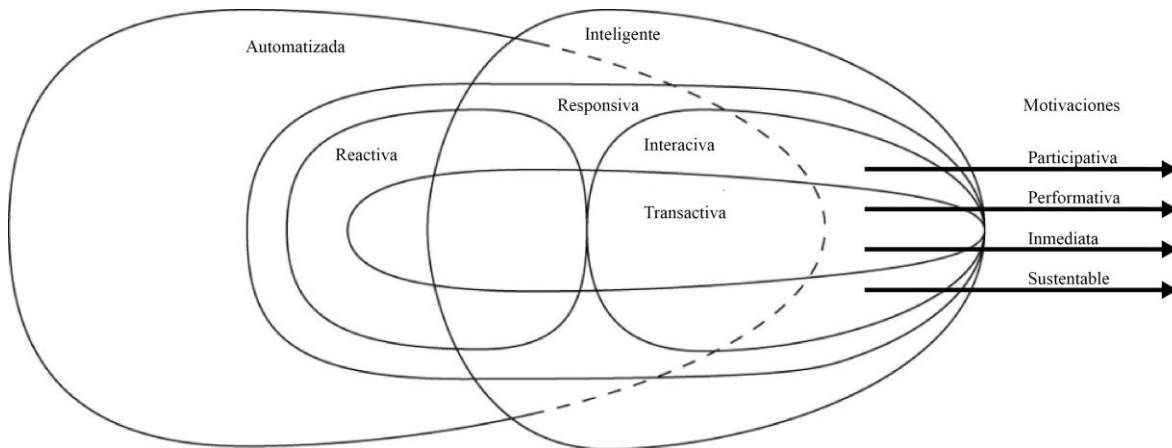 Inteligente
Automatizada
Responsiva
Motivaciones
Reactiva
Interaciva
Participativa
Performativa
Transactiva
Inmediata
Sustentable